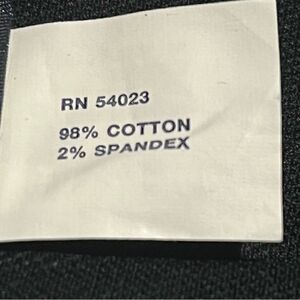 RN 54023
98% COTTON
2% SPANDEX